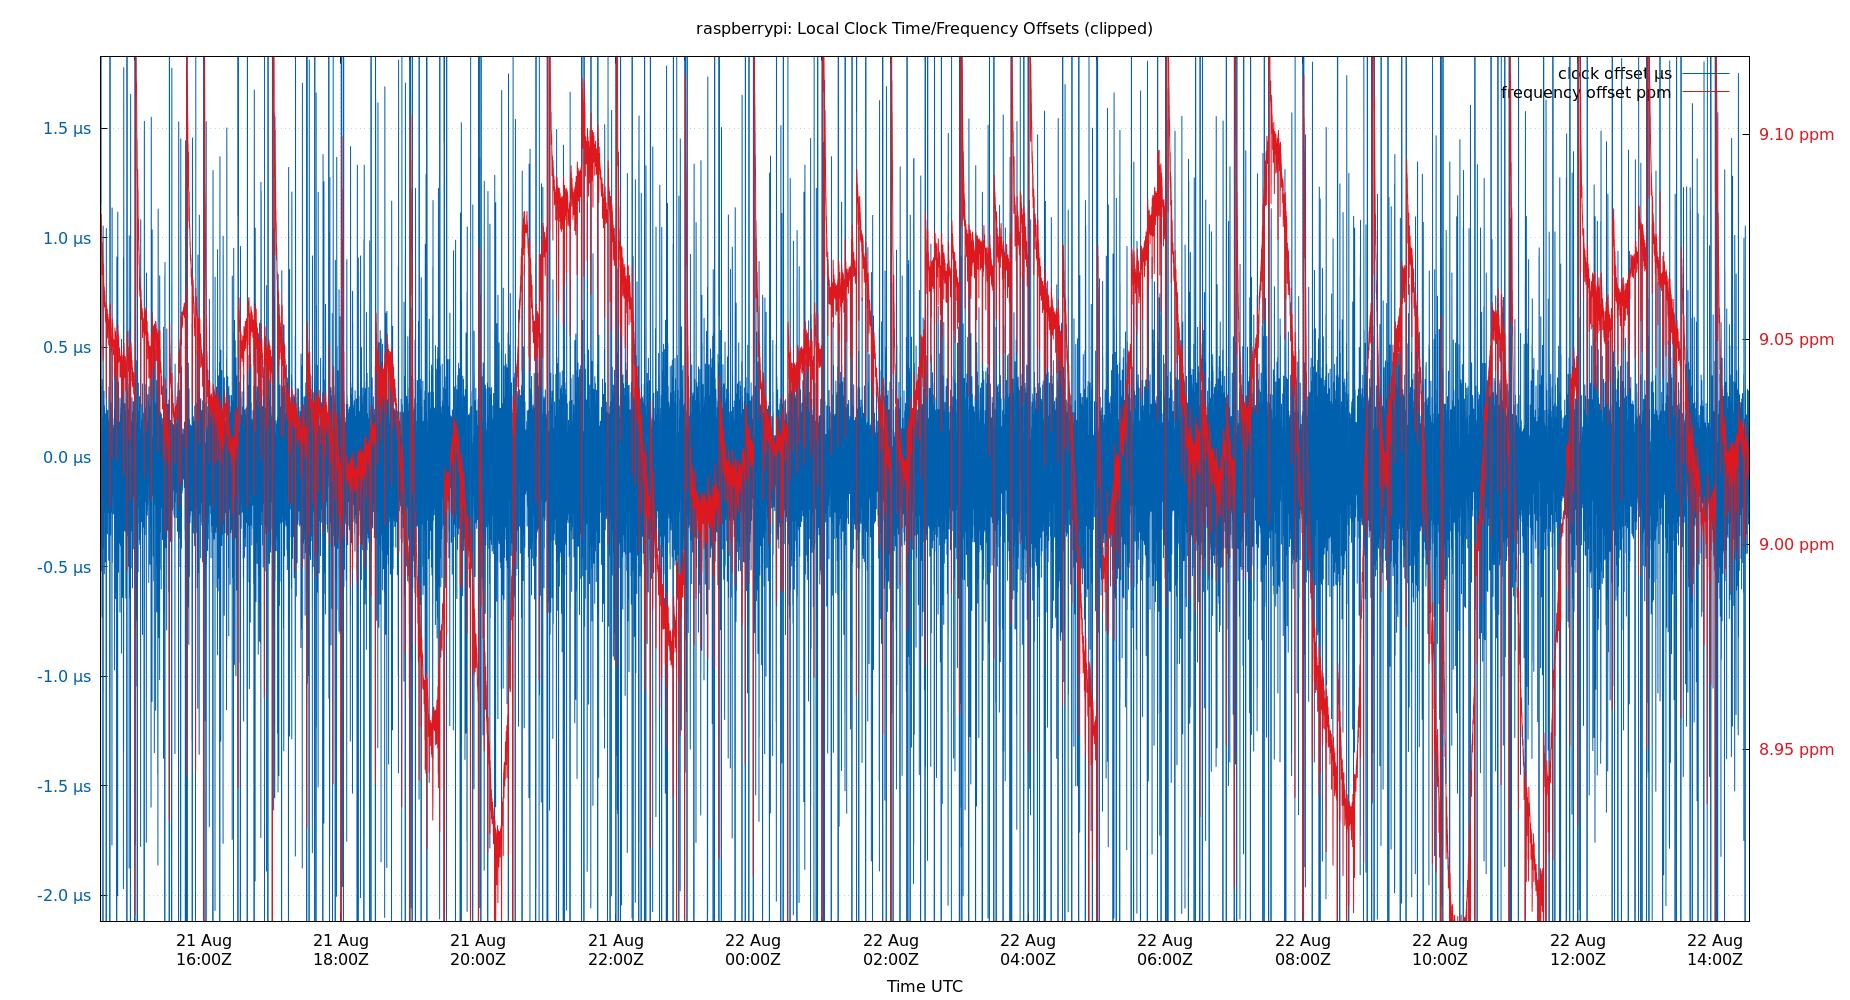 raspberrypi: Local Clock Time/Frequency Offsets (clipped)
clock offset µs
frequency offset ppm
1.5 µs
1.0 µs
0.5 µs
0.0 µs
-0.5 µs
-1.0 µs
-1.5 µs
-2.0 µs
9.10 ppm
9.05 ppm
9.00 ppm
8.95 ppm
21 Aug 21 Aug 21 Aug 21 Aug 22 Aug 22 Aug 22 Aug 22 Aug 22 Aug 22 Aug 22 Aug 22 Aug
16:00Z 18:00Z 20:00Z 22:00Z 00:00Z 02:00Z 04:00Z 06:00Z 08:00Z 10:00Z 12:00Z 14:00Z
Time UTC